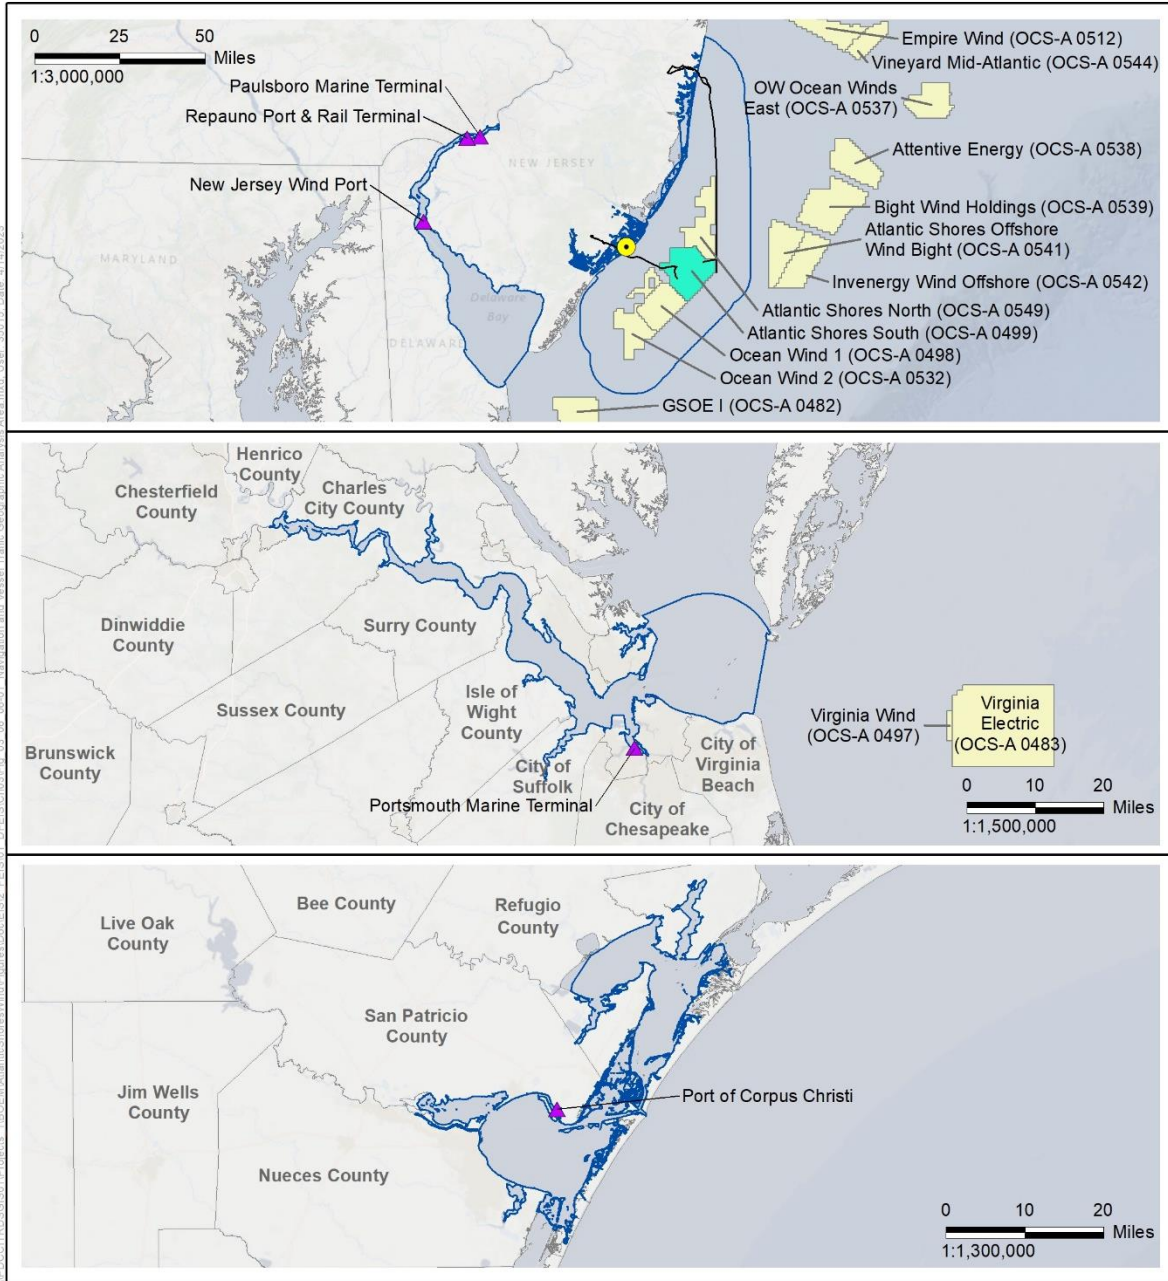 0 25 50
Miles
1:3,000,000
Paulsboro Marine Terminal
Repauno Port & Rail Terminal
New Jersey Wind Port
NEW JERSEY
MARYLAND
Delaware
Bay
DELAWARE
Empire Wind (OCS-A 0512)
Vineyard Mid-Atlantic (OCS-A 0544)
OW Ocean Winds
East (OCS-A 0537)
Attentive Energy (OCS-A 0538)
Bight Wind Holdings (OCS-A 0539)
Atlantic Shores Offshore
Wind Bight (OCS-A 0541)
Invenergy Wind Offshore (OCS-A 0542)
Atlantic Shores North (OCS-A 0549)
Atlantic Shores South (OCS-A 0499)
Ocean Wind 1 (OCS-A 0498)
Ocean Wind 2 (OCS-A 0532)
GSOE I (OCS-A 0482)
Henrico
County
Chesterfield
County
Charles
City County
Dinwiddie
County
Surry County
Sussex County
Isle of
Wight
County
Brunswick
County
City of
Suffolk
City of
Virginia
Beach
Portsmouth Marine Terminal
City of
Chesapeake
Virginia Wind
(OCS-A 0497)
Virginia
Electric
(OCS-A 0483)
0 10 20
Miles
1:1,500,000
Bee County
Refugio
County
Live Oak
County
San Patricio
County
Jim Wells
County
Port of Corpus Christi
Nueces County
0 10 20
Miles
1:1,300,000